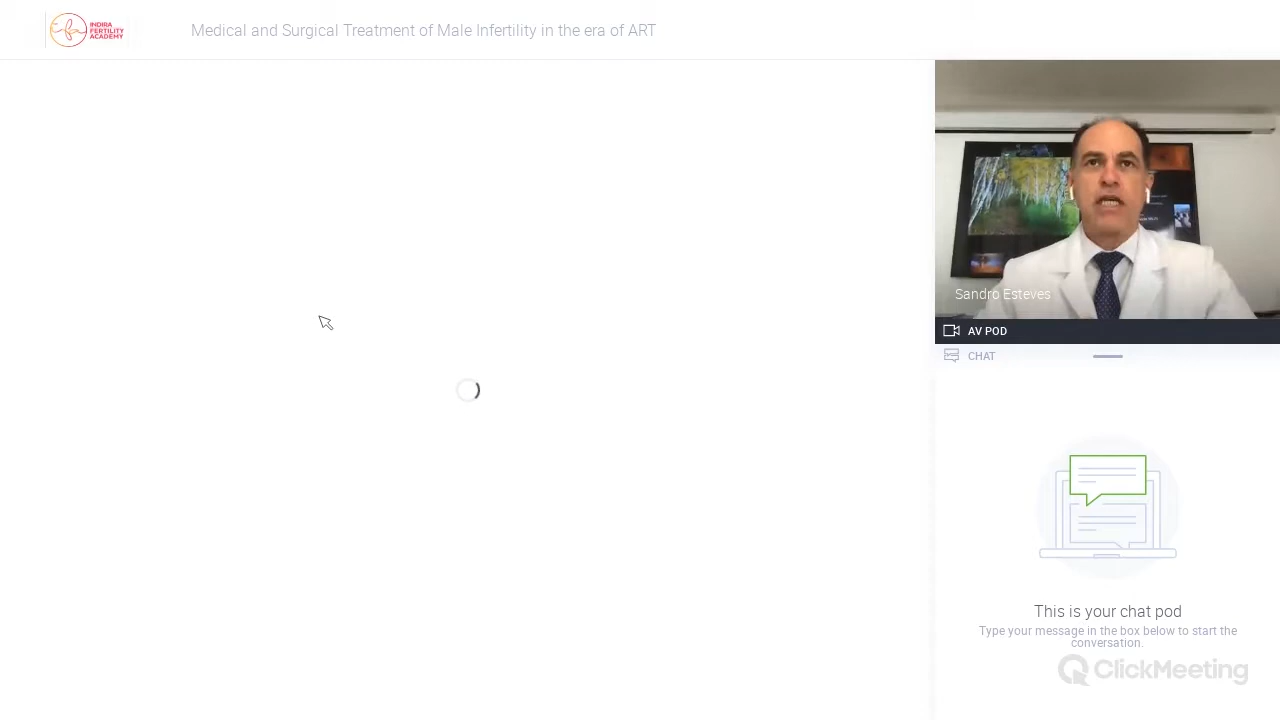 INDIRA
FERTILITY
ACADEMY
Medical and Surgical Treatment of Male Infertility in the era of ART
Sandro Esteves
AV POD
CHAT
This is your chat pod
Type your message in the box below to start the
conversation.
ClickMeeting